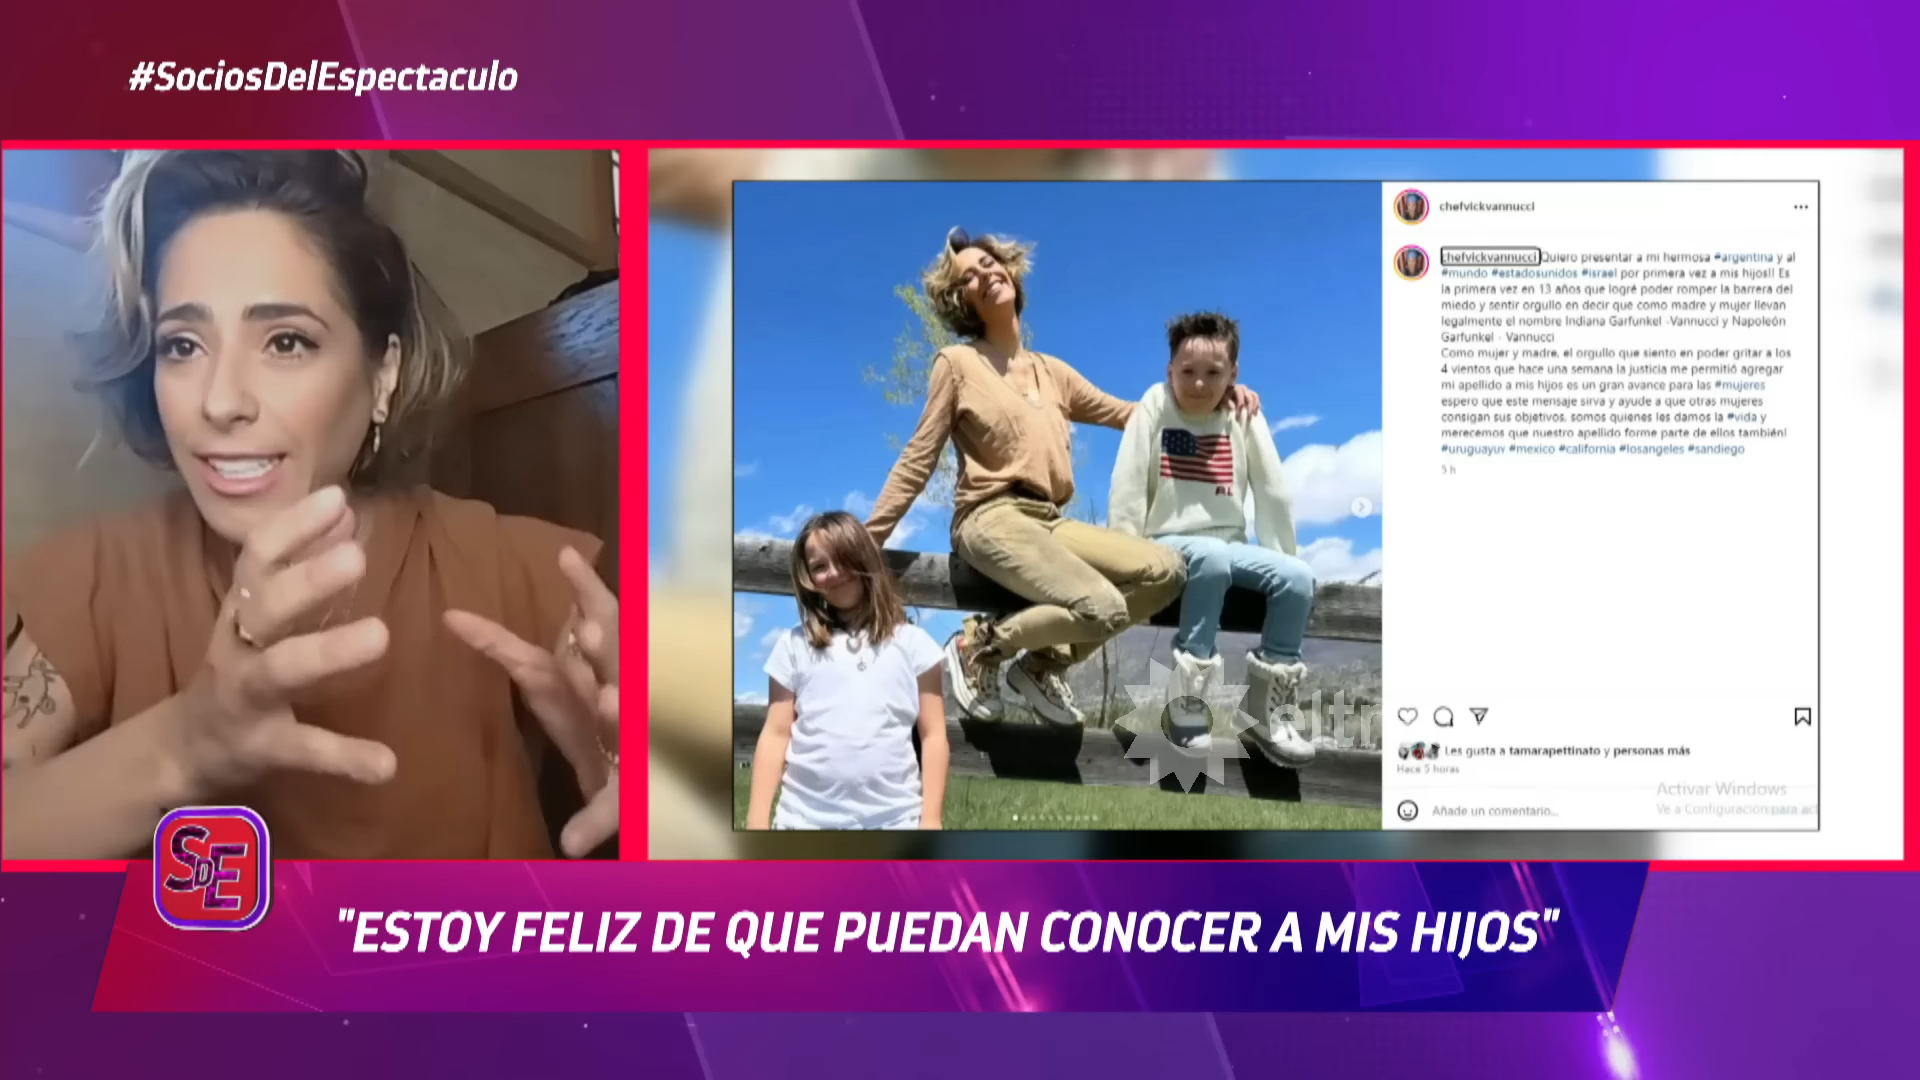 #SociosDelEspectaculo
chefvickvannucci
chefvickvannucci Quiero presentar a mi hermosa #argentina y al
#mundo #estadosunidos #israel por primera vez a mis hijos!! Es
la primera vez en 13 años que logré poder romper la barrera del
miedo y sentir orgullo en decir que como madre y mujer llevan
legalmente el nombre Indiana Garfunkel -Vannucci y Napoleón
Garfunkel - Vannucci
Como mujer y madre, el orgullo que siento en poder gritar a los
4 vientos que hace una semana la justicia me permitió agregar
mi apellido a mis hijos es un gran avance para las #mujeres
espero que este mensaje sirva y ayude a que otras mujeres
consigan sus objetivos, somos quienes les damos la #vida y
merecemos que nuestro apellido forme parte de ellos también!
#uruguayuv #mexico #california #losangeles #sandiego
5 h
RL
eltr
Les gusta a tamarapettinato y personas más
Hace 5 horas
Activar Windows
Ve a Configuración para act
Añade un comentario...
SDE
"ESTOY FELIZ DE QUE PUEDAN CONOCER A MIS HIJOS"